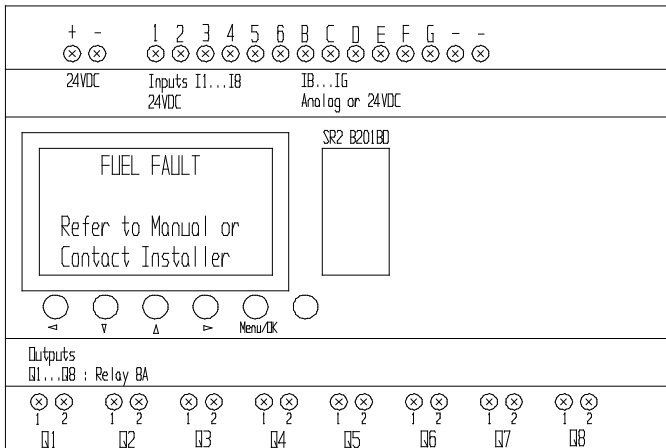 + - 1 2 3 4 5 6 B C D E F G - -
24VDC Inputs I1...I8 IB...IG
24VDC Analog or 24VDC
SR2 B201BD
FUEL FAULT
Refer to Manual or
Contact Installer
Menu/OK
Outputs
Q1...Q8 : Relay 8A
1 2 1 2 1 2 1 2 1 2 1 2 1 2 1 2
Q1 Q2 Q3 Q4 Q5 Q6 Q7 Q8